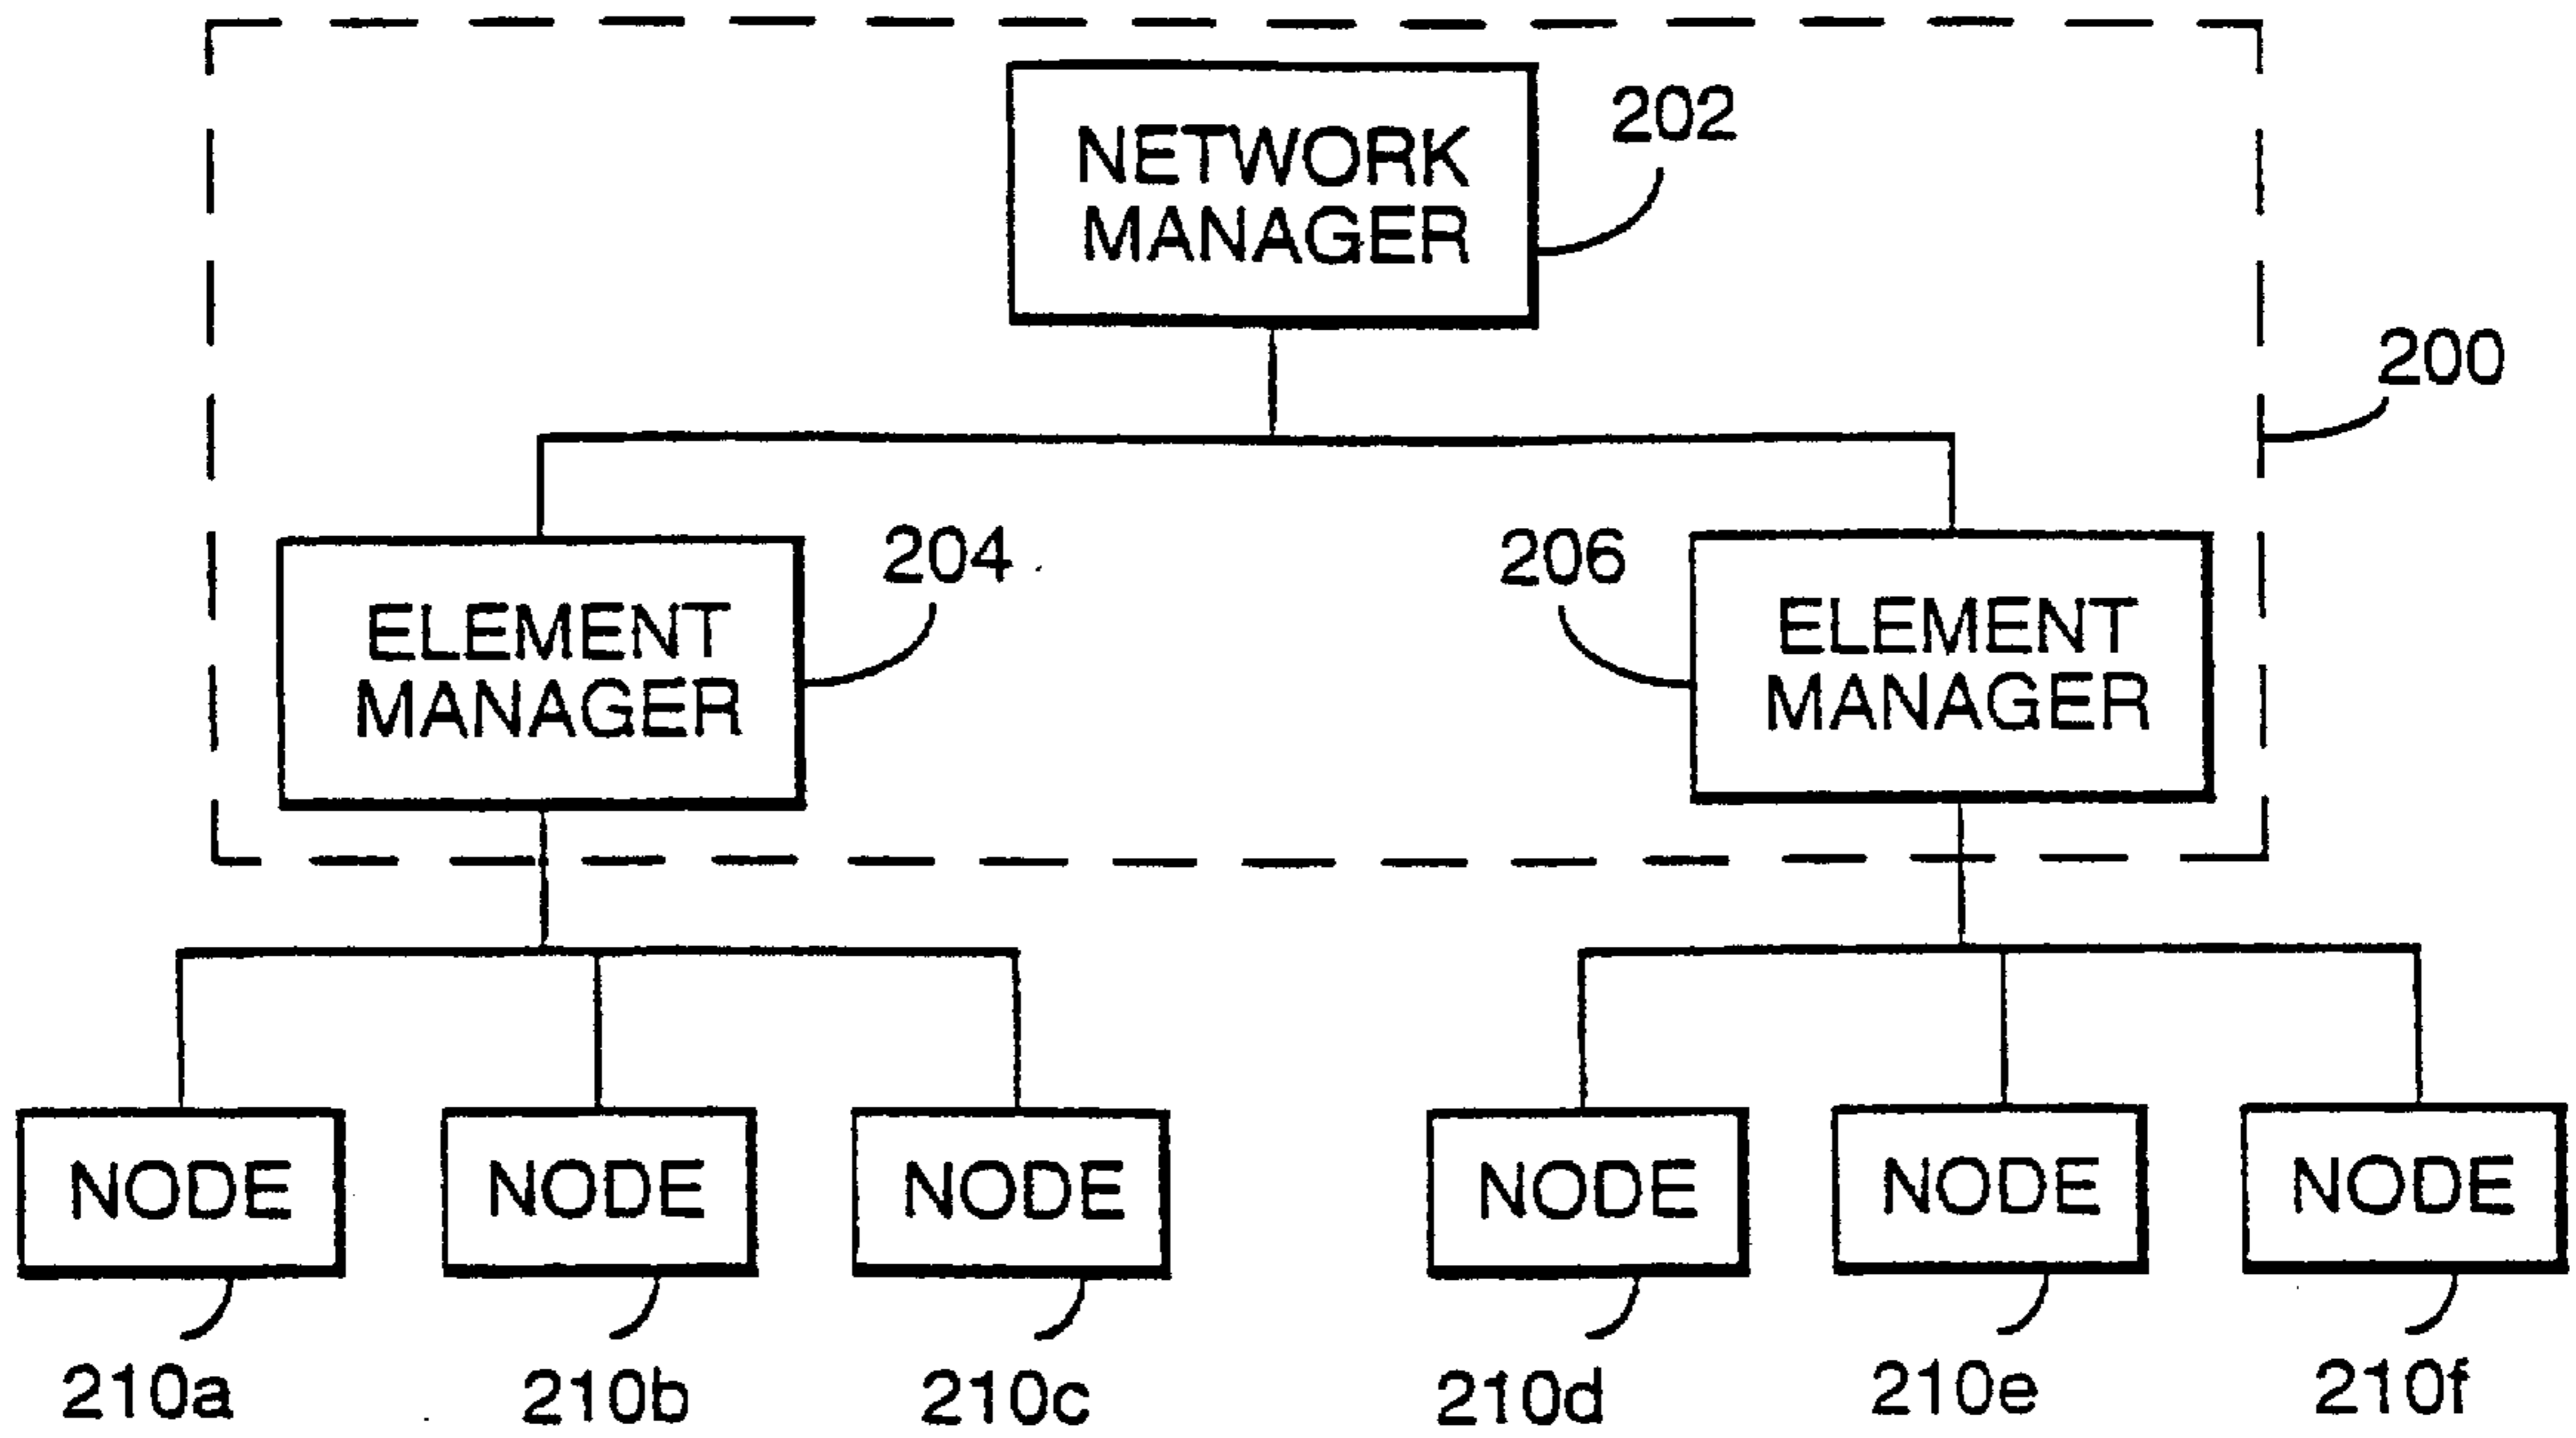 NETWORK
MANAGER
202
200
ELEMENT
MANAGER
204
206
ELEMENT
MANAGER
NODE
NODE
NODE
NODE
NODE
NODE
210a
210b
210c
210d
210e
210f